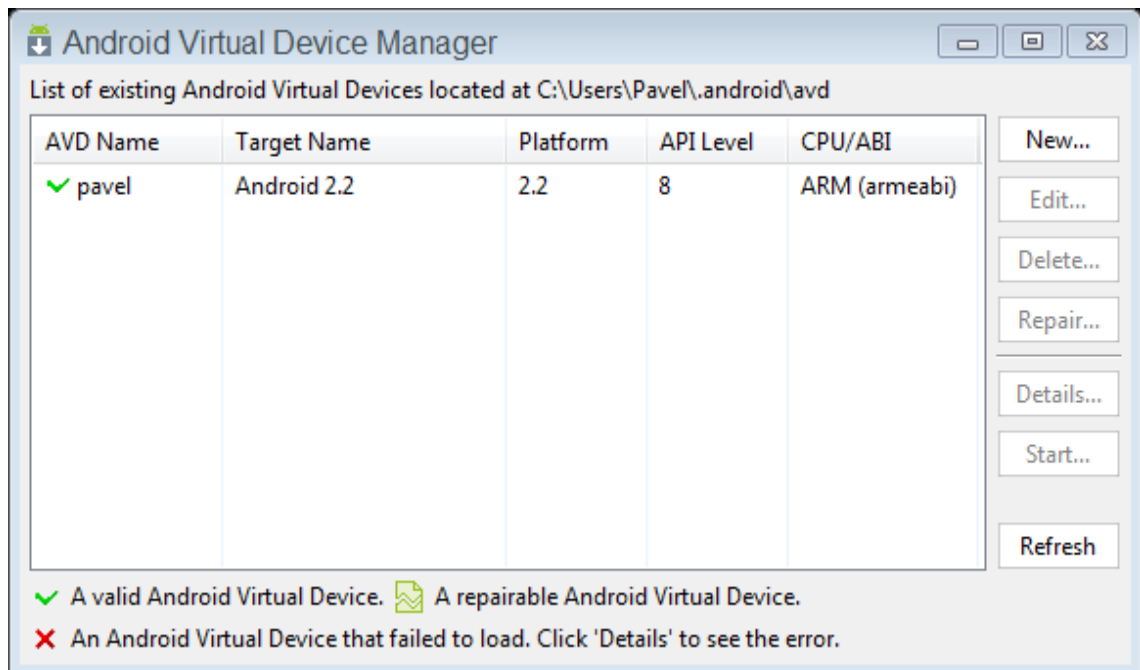 Android Virtual Device Manager
List of existing Android Virtual Devices located at C:\Users\Pavel\.android\avd
AVD Name Target Name Platform API Level CPU/ABI
pavel Android 2.2 2.2 8 ARM (armeabi)
New...
Edit...
Delete...
Repair...
Details...
Start...
Refresh
A valid Android Virtual Device. A repairable Android Virtual Device.
An Android Virtual Device that failed to load. Click 'Details' to see the error.